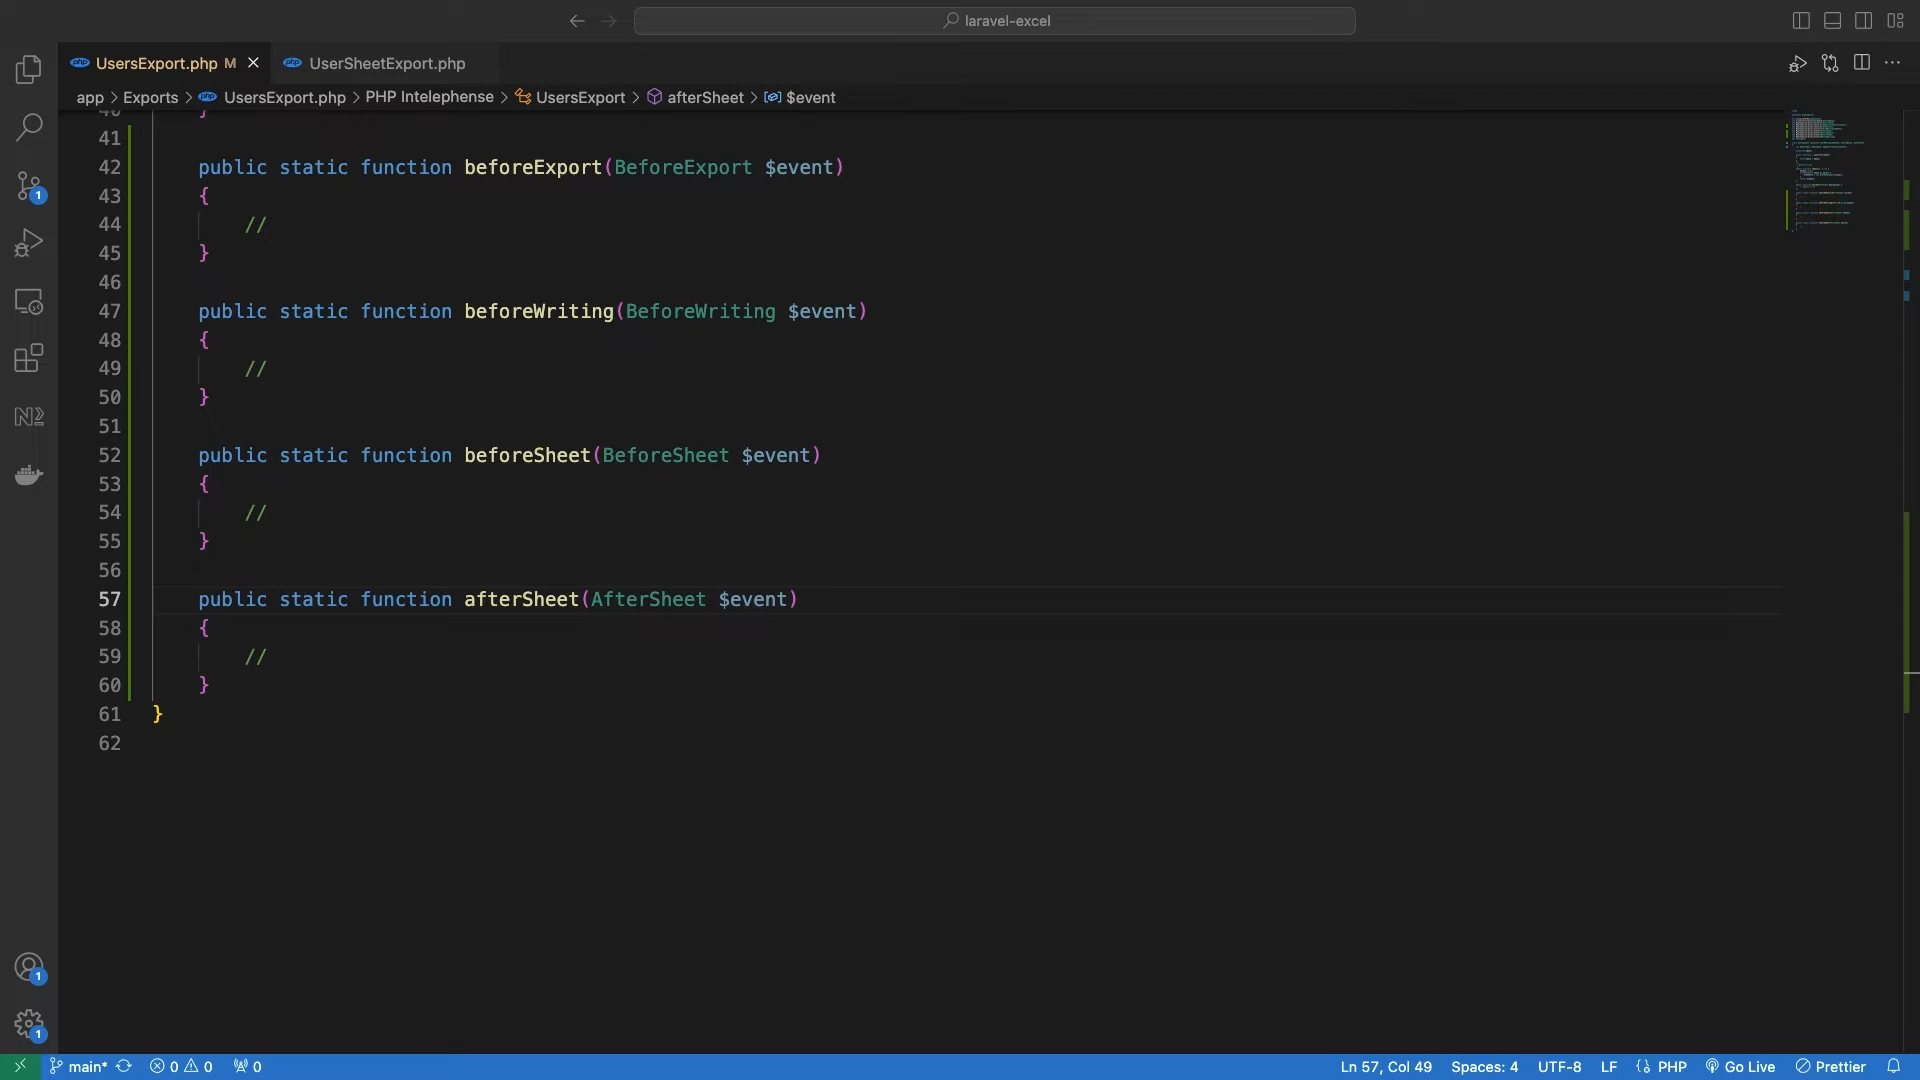 laravel-excel
UsersExport.php M
UserSheetExport.php
app > Exports > UsersExport.php > PHP Intelephense > UsersExport > afterSheet > $event
41
42 public static function beforeExport(BeforeExport $event)
43 {
44 //
45 }
46
47 public static function beforeWriting(BeforeWriting $event)
48 {
49 //
50 }
51
52 public static function beforeSheet(BeforeSheet $event)
53 {
54 //
55 }
56
57 public static function afterSheet(AfterSheet $event)
58 {
59 //
60 }
61 }
62
1
1
1
main* 0 0 0 Ln 57, Col 49 Spaces: 4 UTF-8 LF PHP Go Live Prettier